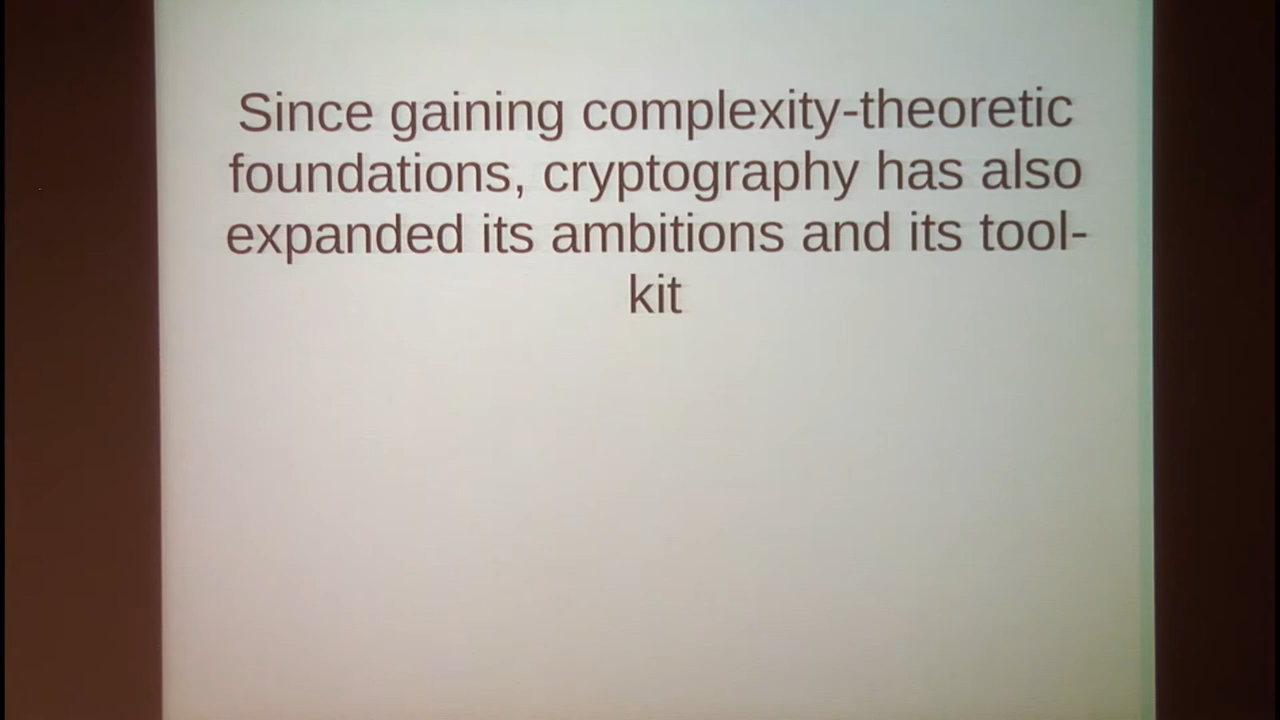 Since gaining complexity-theoretic
foundations, cryptography has also
expanded its ambitions and its tool-
kit